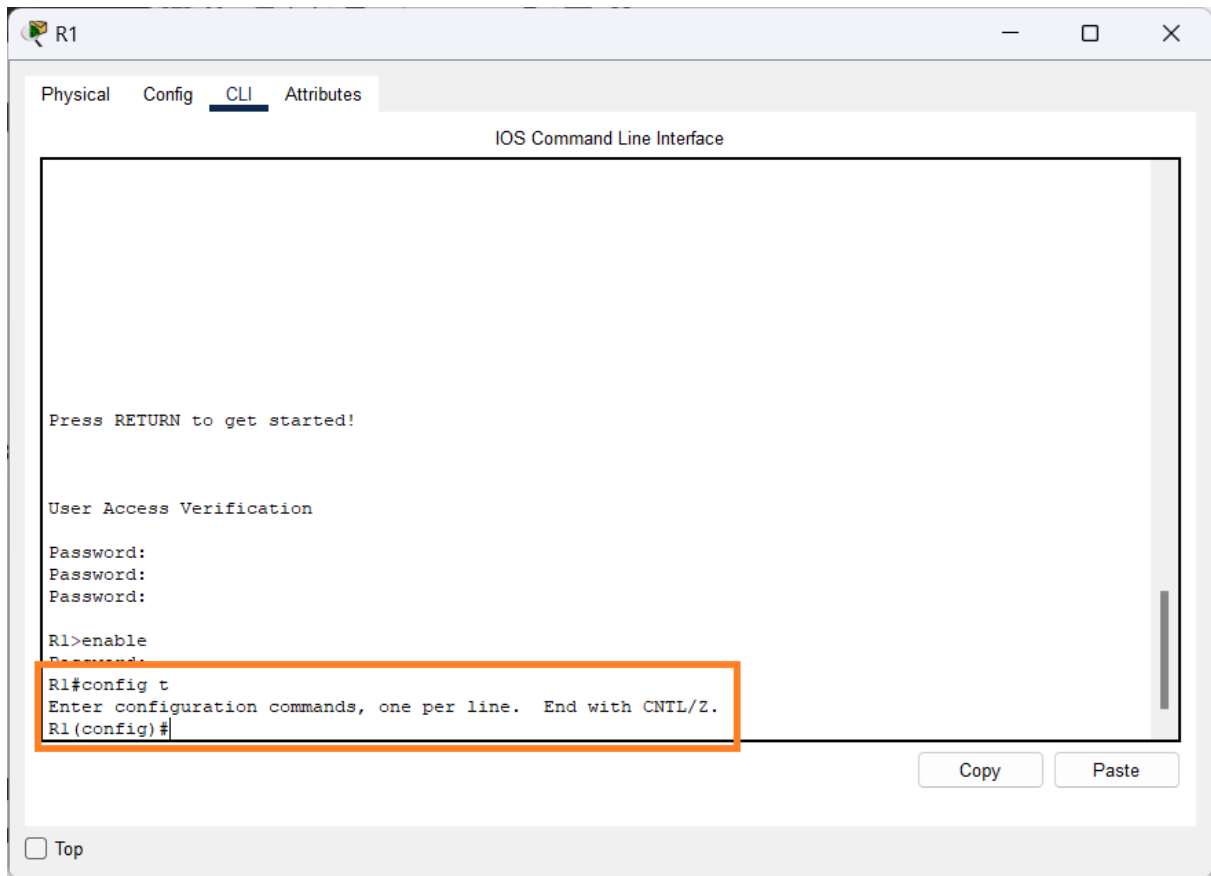 R1
Physical Config CLI Attributes
IOS Command Line Interface
Press RETURN to get started!
User Access Verification
Password:
Password:
Password:
R1>enable
Password:
R1#config t
Enter configuration commands, one per line.  End with CNTL/Z.
R1(config)#
Copy Paste
Top